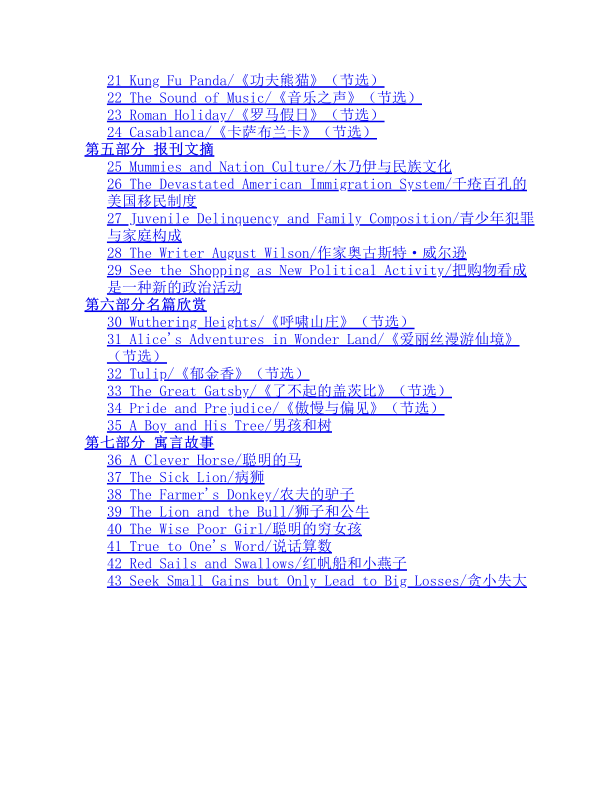 21 Kung Fu Panda/《功夫熊猫》（节选）
22 The Sound of Music/《音乐之声》（节选）
23 Roman Holiday/《罗马假日》（节选）
24 Casablanca/《卡萨布兰卡》（节选）
第五部分 报刊文摘
25 Mummies and Nation Culture/木乃伊与民族文化
26 The Devastated American Immigration System/千疮百孔的
美国移民制度
27 Juvenile Delinquency and Family Composition/青少年犯罪
与家庭构成
28 The Writer August Wilson/作家奥古斯特·威尔逊
29 See the Shopping as New Political Activity/把购物看成
是一种新的政治活动
第六部分名篇欣赏
30 Wuthering Heights/《呼啸山庄》（节选）
31 Alice's Adventures in Wonder Land/《爱丽丝漫游仙境》
（节选）
32 Tulip/《郁金香》（节选）
33 The Great Gatsby/《了不起的盖茨比》（节选）
34 Pride and Prejudice/《傲慢与偏见》（节选）
35 A Boy and His Tree/男孩和树
第七部分 寓言故事
36 A Clever Horse/聪明的马
37 The Sick Lion/病狮
38 The Farmer's Donkey/农夫的驴子
39 The Lion and the Bull/狮子和公牛
40 The Wise Poor Girl/聪明的穷女孩
41 True to One's Word/说话算数
42 Red Sails and Swallows/红帆船和小燕子
43 Seek Small Gains but Only Lead to Big Losses/贪小失大